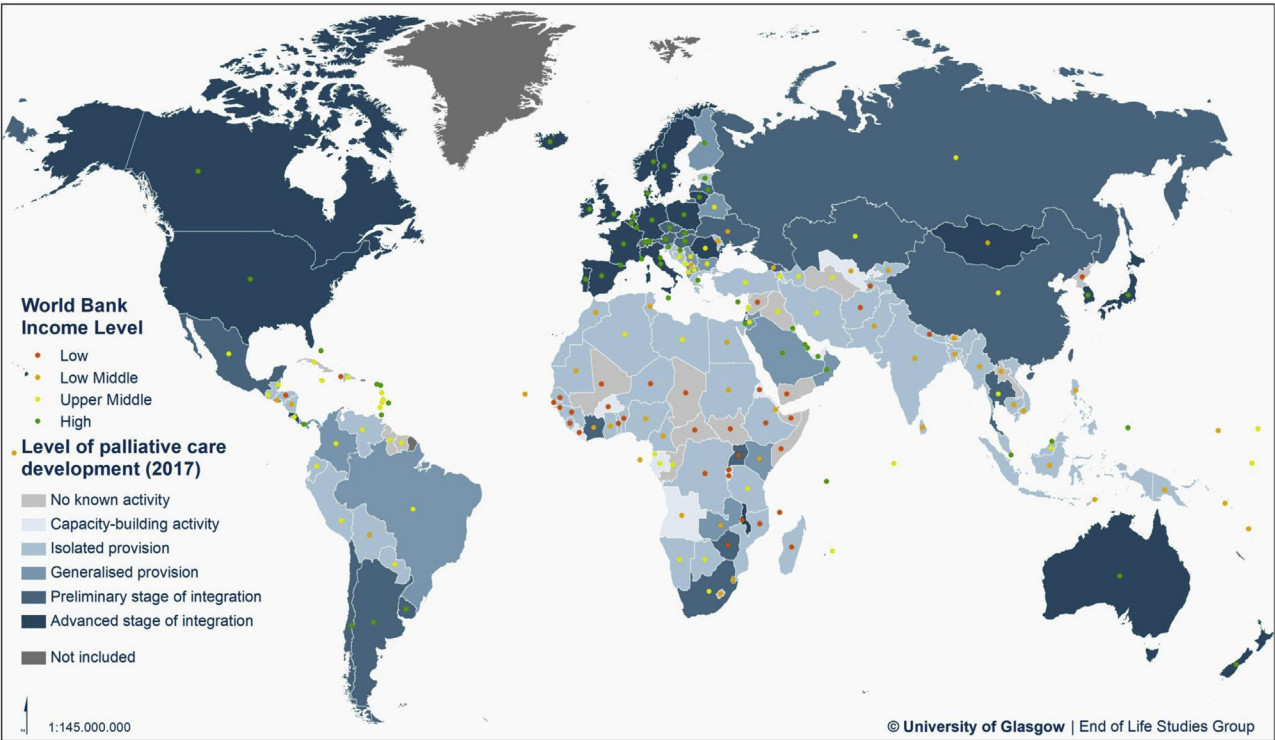 World Bank
Income Level
Low
Low Middle
Upper Middle
High
Level of palliative care
development (2017)
No known activity
Capacity-building activity
Isolated provision
Generalised provision
Preliminary stage of integration
Advanced stage of integration
Not included
1:145.000.000
© University of Glasgow | End of Life Studies Group